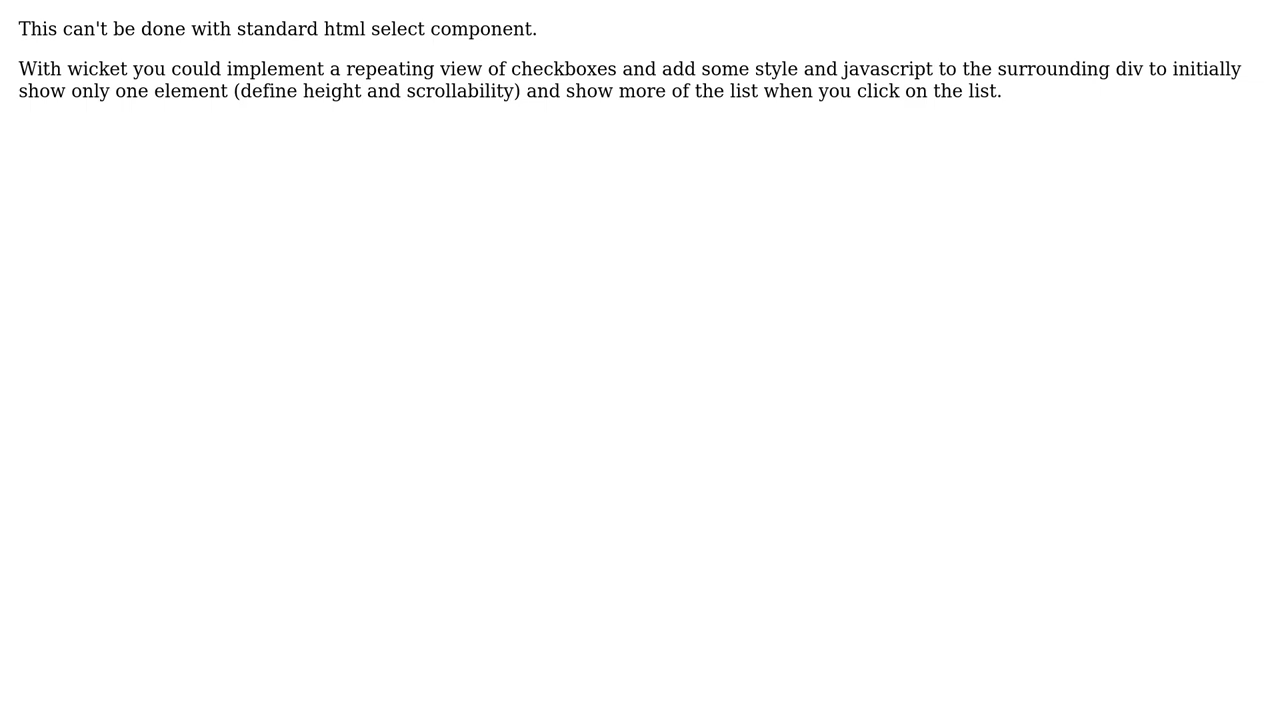 This can't be done with standard html select component.
With wicket you could implement a repeating view of checkboxes and add some style and javascript to the surrounding div to initially
show only one element (define height and scrollability) and show more of the list when you click on the list.